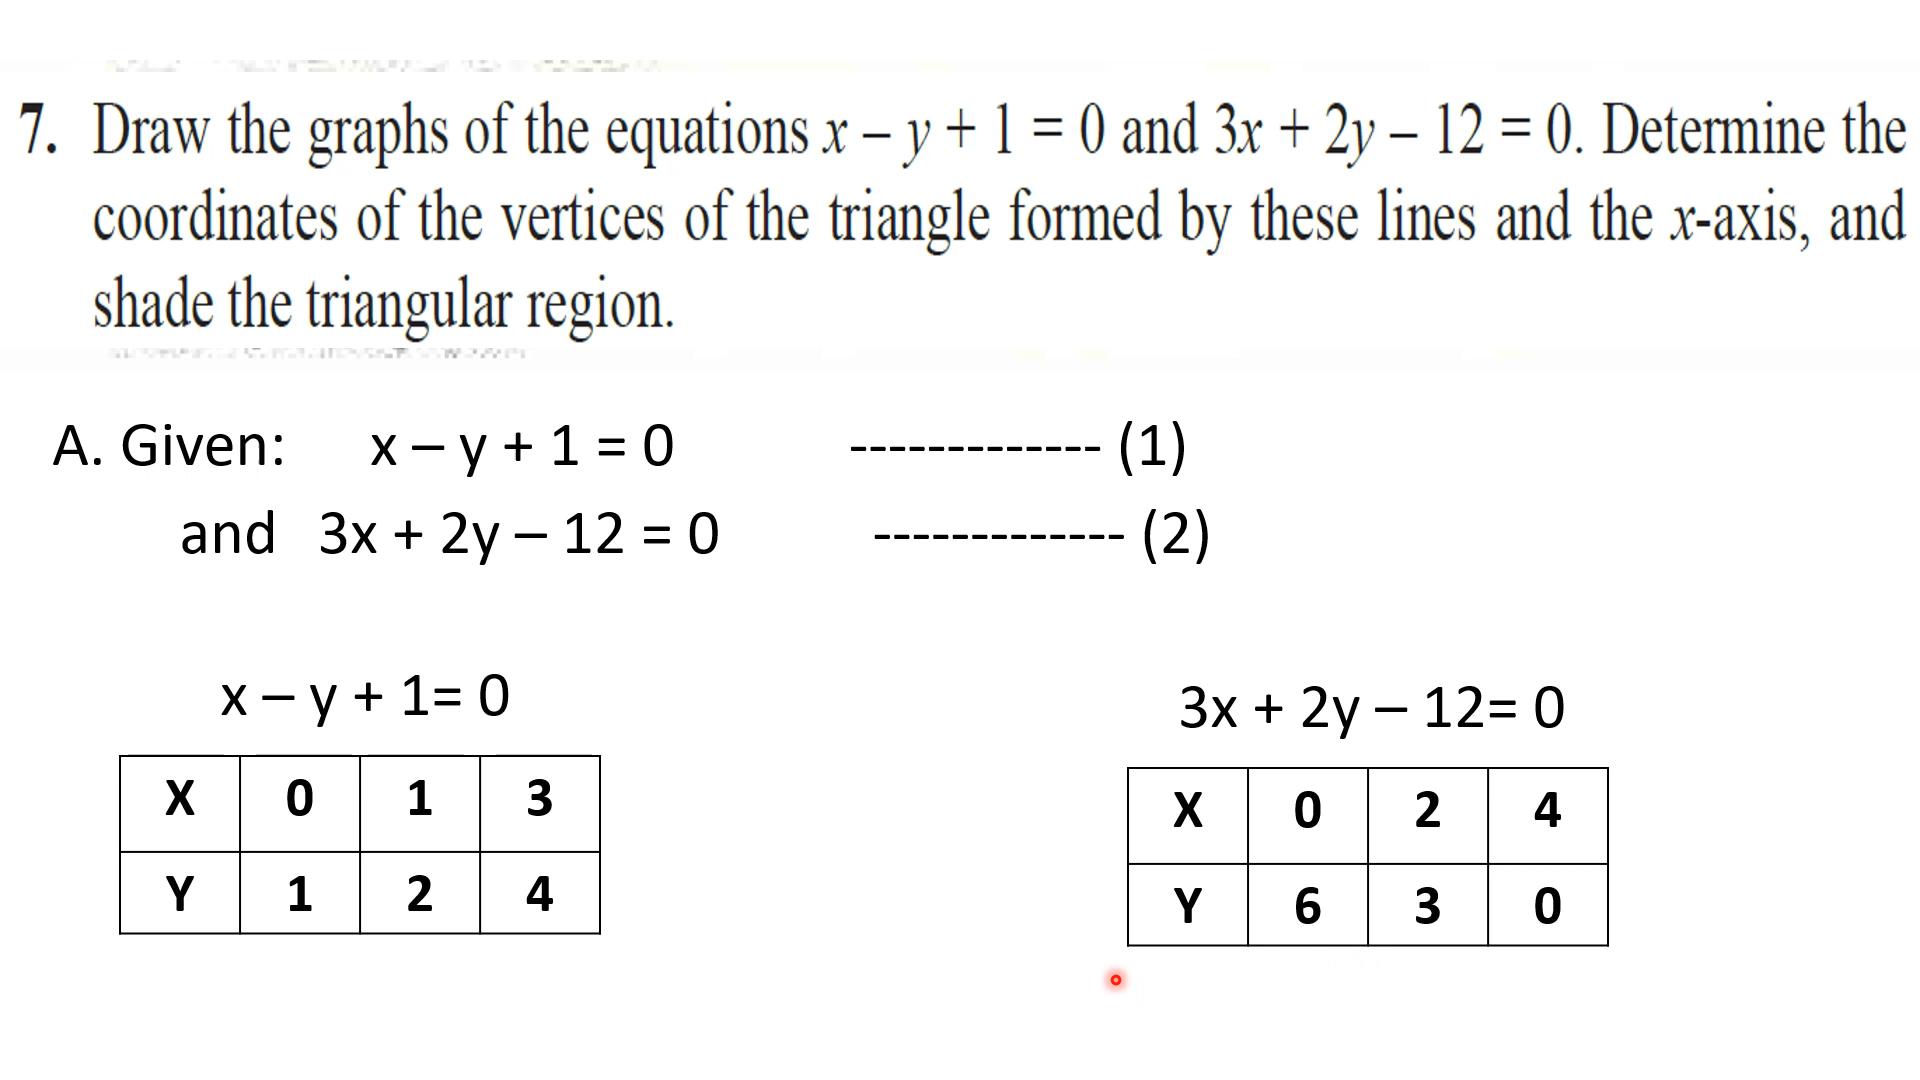 7. Draw the graphs of the equations x – y + 1 = 0 and 3x + 2y – 12 = 0. Determine the
coordinates of the vertices of the triangle formed by these lines and the x-axis, and
shade the triangular region.
A. Given: x – y + 1 = 0 ------------- (1)
and 3x + 2y – 12 = 0 ------------- (2)
x – y + 1= 0
X 0 1 3
Y 1 2 4
3x + 2y – 12= 0
X 0 2 4
Y 6 3 0